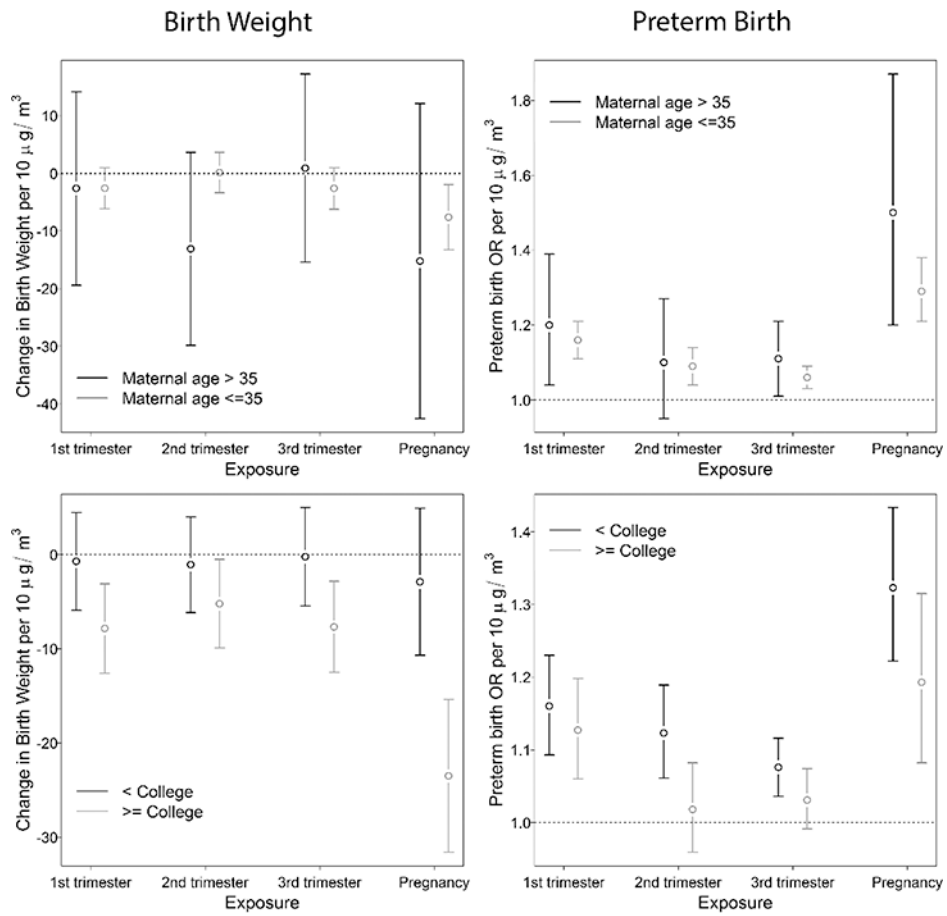 Birth Weight
Preterm Birth
Change in Birth Weight per 10 μg/ m³
10
0
-10
-20
-30
-40
Maternal age > 35
Maternal age <=35
1st trimester 2nd trimester 3rd trimester Pregnancy
Exposure
Preterm birth OR per 10 μg/ m³
1.8
1.6
1.4
1.2
1.0
Maternal age > 35
Maternal age <=35
1st trimester 2nd trimester 3rd trimester Pregnancy
Exposure
Change in Birth Weight per 10 μg/ m³
0
-10
-20
-30
< College
>= College
1st trimester 2nd trimester 3rd trimester Pregnancy
Exposure
Preterm birth OR per 10 μg/ m³
1.4
1.3
1.2
1.1
1.0
< College
>= College
1st trimester 2nd trimester 3rd trimester Pregnancy
Exposure